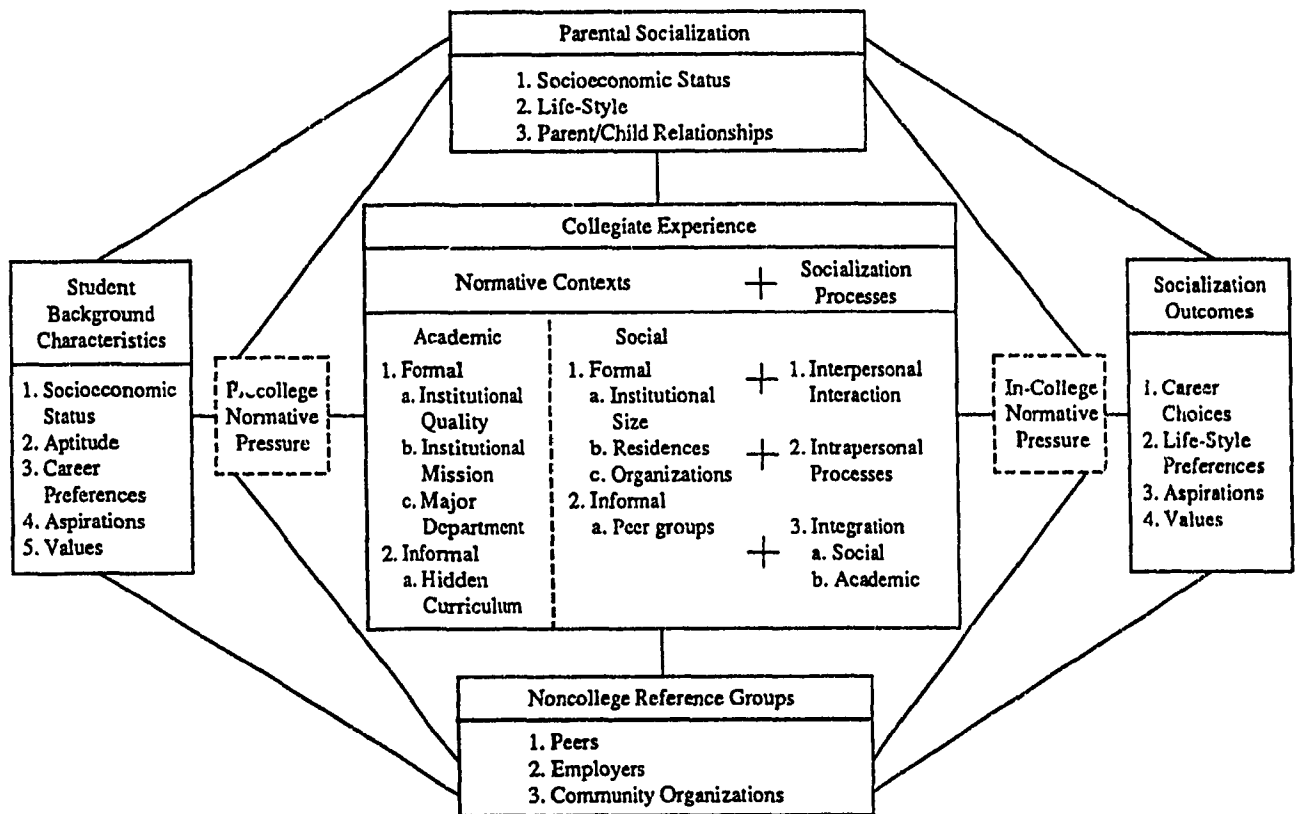 Parental Socialization
1. Socioeconomic Status
2. Life-Style
3. Parent/Child Relationships
Student
Background
Characteristics
1. Socioeconomic
Status
2. Aptitude
3. Career
Preferences
4. Aspirations
5. Values
Normative
Pressure
Collegiate Experience
Normative Contexts
+
Socialization
Processes
Academic
1. Formal
a. Institutional
Quality
b. Institutional
Mission
c. Major
Department
2. Informal
a. Hidden
Curriculum
Social
1. Formal
a. Institutional
Size
b. Residences
c. Organizations
2. Informal
a. Peer groups
+
1. Interpersonal
Interaction
+
2. Intrapersonal
Processes
+
3. Integration
a. Social
b. Academic
In-College
Normative
Pressure
Socialization
Outcomes
1. Career
Choices
2. Life-Style
Preferences
3. Aspirations
4. Values
Noncollege Reference Groups
1. Peers
2. Employers
3. Community Organizations